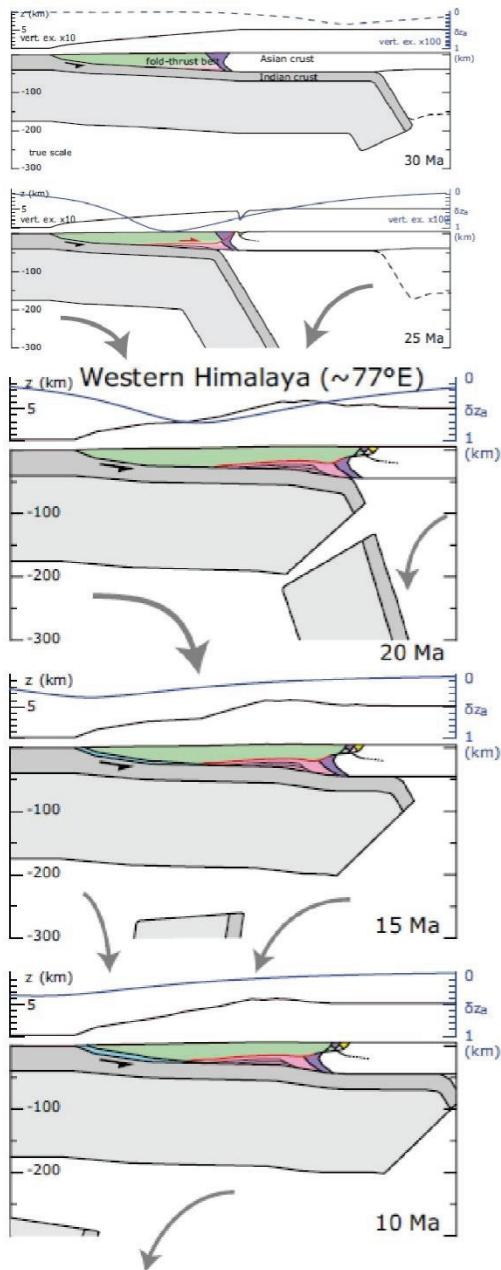 z (km)
0
5
vert. ex. x10
vert. ex. x100
δza
1
fold-thrust belt
Asian crust
(km)
Indian crust
-100
-200
true scale
-300
30 Ma
z (km)
0
5
vert. ex. x10
vert. ex. x100
δza
1
(km)
-100
-200
-300
25 Ma
Western Himalaya (~77°E)
z (km)
0
5
δza
1
(km)
-100
-200
-300
20 Ma
z (km)
0
5
δza
1
(km)
-100
-200
-300
15 Ma
z (km)
0
5
δza
1
(km)
-100
-200
10 Ma